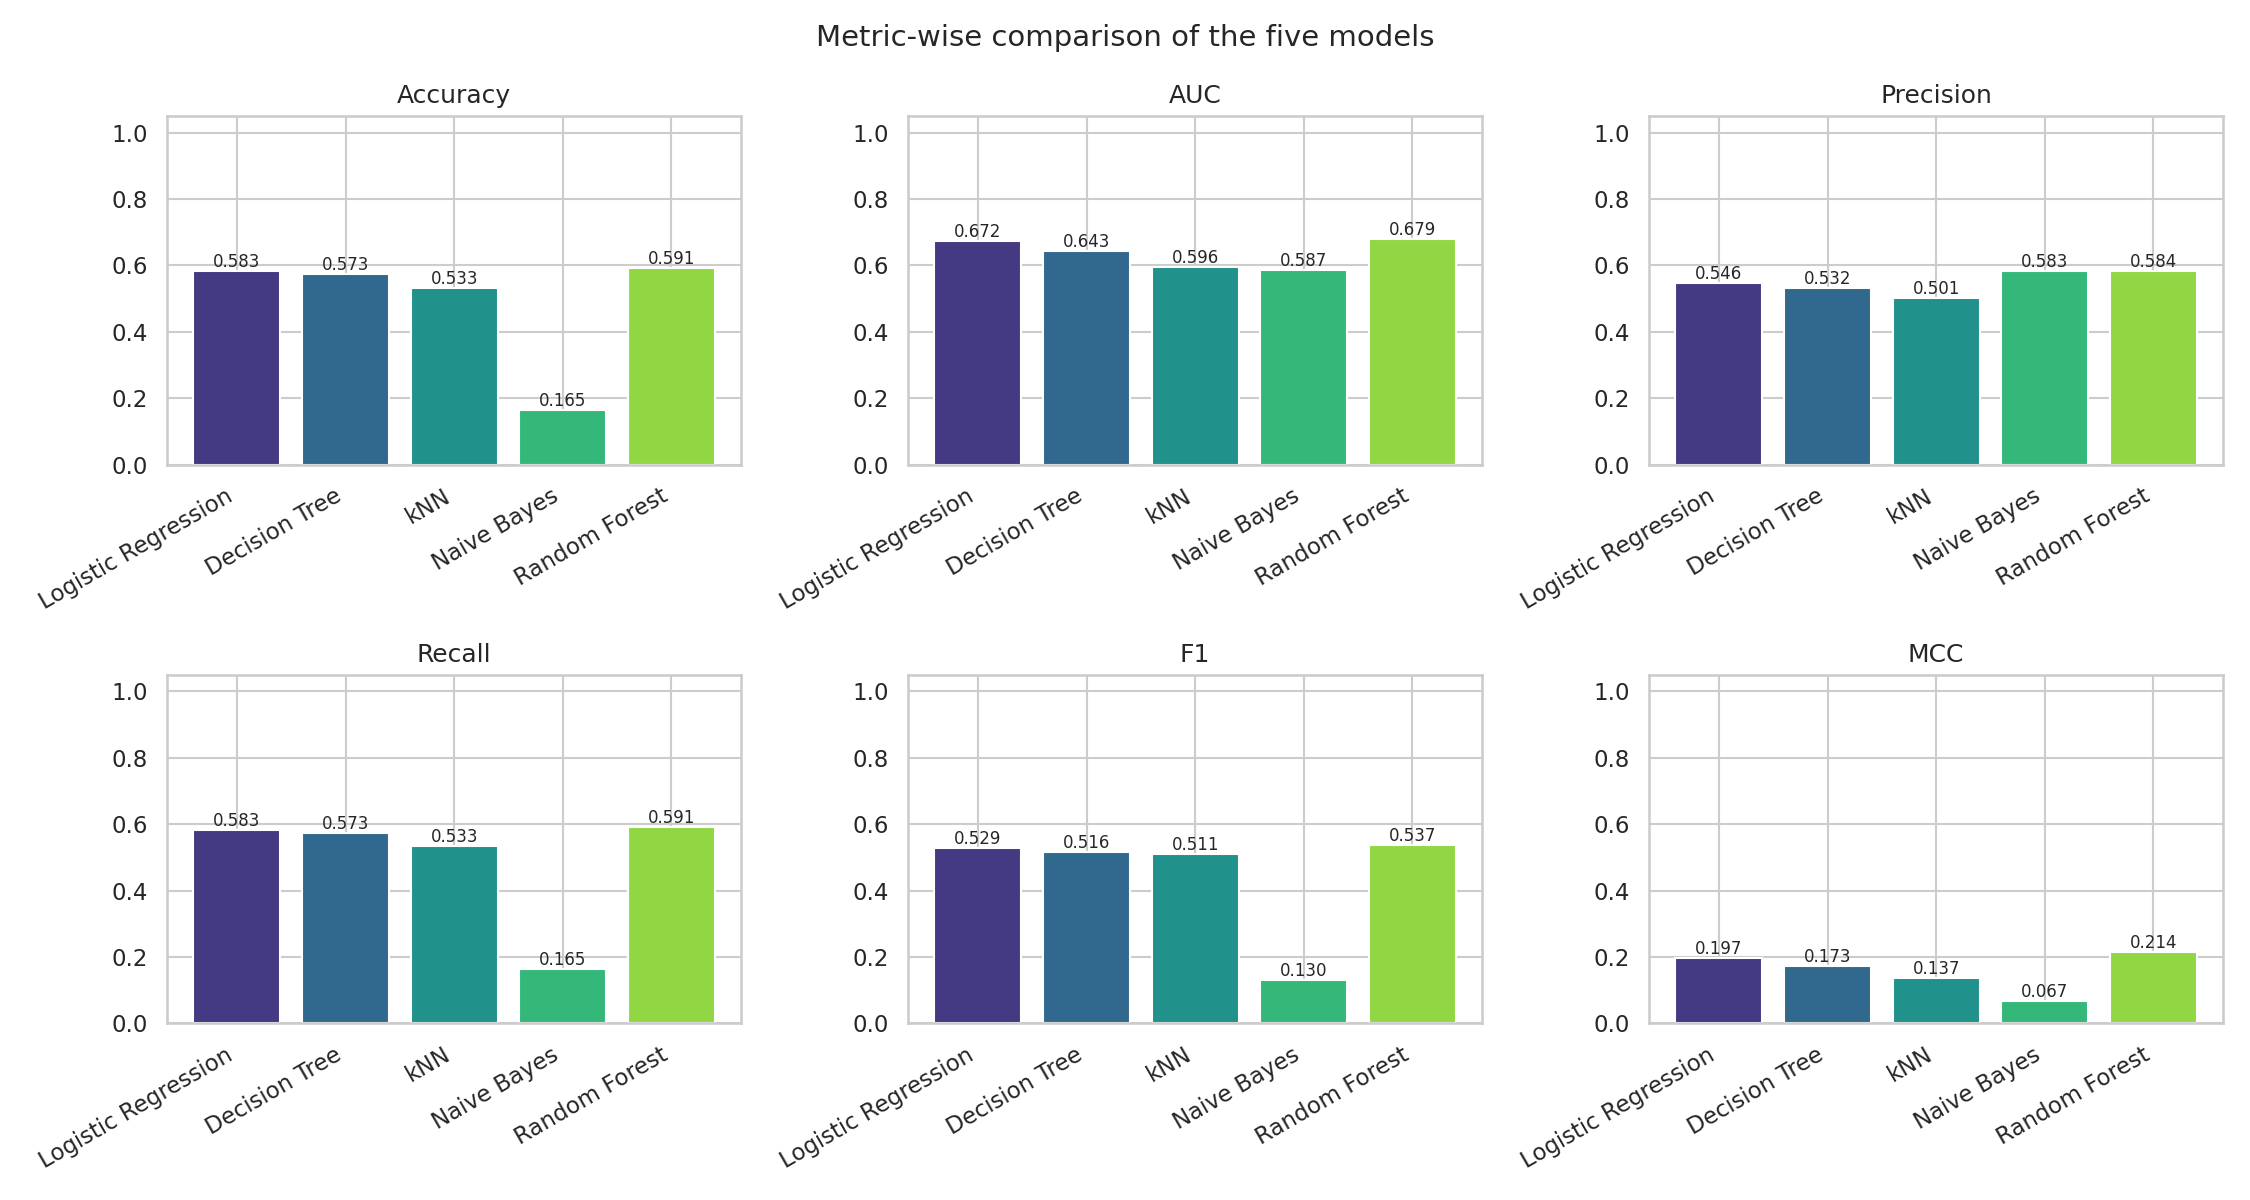 Metric-wise comparison of the five models
Accuracy
1.0
0.8
0.6
0.4
0.2
0.0
0.583
0.573
0.533
0.165
0.591
Logistic Regression
Decision Tree
kNN
Naive Bayes
Random Forest
AUC
1.0
0.8
0.6
0.4
0.2
0.0
0.672
0.643
0.596
0.587
0.679
Logistic Regression
Decision Tree
kNN
Naive Bayes
Random Forest
Precision
1.0
0.8
0.6
0.4
0.2
0.0
0.546
0.532
0.501
0.583
0.584
Logistic Regression
Decision Tree
kNN
Naive Bayes
Random Forest
Recall
1.0
0.8
0.6
0.4
0.2
0.0
0.583
0.573
0.533
0.165
0.591
Logistic Regression
Decision Tree
kNN
Naive Bayes
Random Forest
F1
1.0
0.8
0.6
0.4
0.2
0.0
0.529
0.516
0.511
0.130
0.537
Logistic Regression
Decision Tree
kNN
Naive Bayes
Random Forest
MCC
1.0
0.8
0.6
0.4
0.2
0.0
0.197
0.173
0.137
0.067
0.214
Logistic Regression
Decision Tree
kNN
Naive Bayes
Random Forest